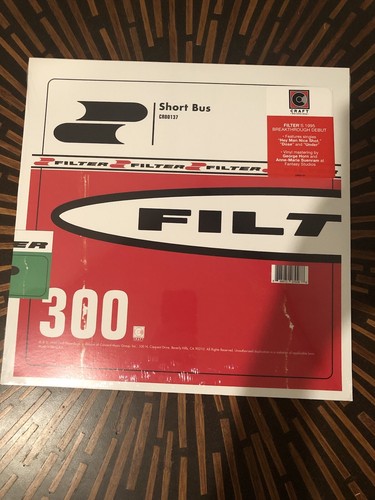 Short Bus
CR00137
CRAFT
FILTER'S 1995
BREAKTHROUGH DEBUT
• Features singles
"Hey Man Nice Shot,"
"Dose" and "Under"
• Vinyl mastering by
George Horn and
Anne-Marie Suenram at
Fantasy Studios
FILTER FILTER FILTER FILTER
FILT
ER
300